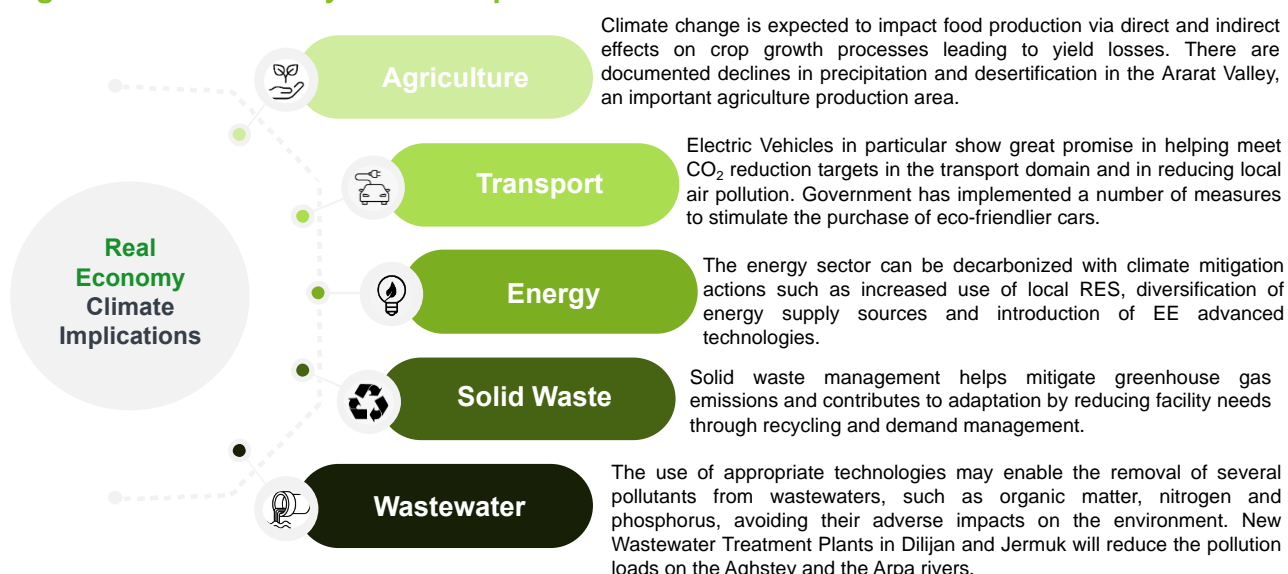 Climate change is expected to impact food production via direct and indirect
effects on crop growth processes leading to yield losses. There are
documented declines in precipitation and desertification in the Ararat Valley,
an important agriculture production area.
Agriculture
Electric Vehicles in particular show great promise in helping meet
CO₂ reduction targets in the transport domain and in reducing local
air pollution. Government has implemented a number of measures
to stimulate the purchase of eco-friendlier cars.
Transport
Real
Economy
Climate
Implications
The energy sector can be decarbonized with climate mitigation
actions such as increased use of local RES, diversification of
energy supply sources and introduction of EE advanced
technologies.
Energy
Solid waste management helps mitigate greenhouse gas
emissions and contributes to adaptation by reducing facility needs
through recycling and demand management.
Solid Waste
The use of appropriate technologies may enable the removal of several
pollutants from wastewaters, such as organic matter, nitrogen and
phosphorus, avoiding their adverse impacts on the environment. New
Wastewater Treatment Plants in Dilijan and Jermuk will reduce the pollution
loads on the Aghstev and the Arpa rivers.
Wastewater